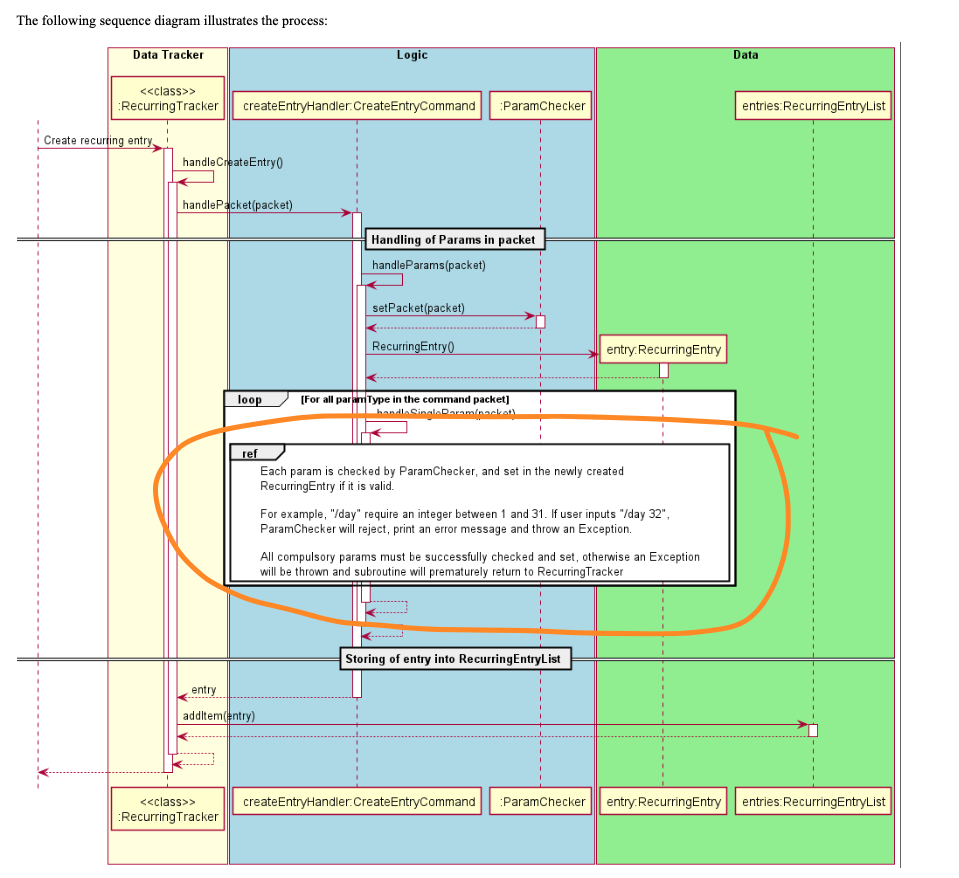 The following sequence diagram illustrates the process:
Data Tracker
Logic
Data
<<class>>
:RecurringTracker
createEntryHandler:CreateEntryCommand
:ParamChecker
entries:RecurringEntryList
Create recurring entry
handleCreateEntry()
handlePacket(packet)
Handling of Params in packet
handleParams(packet)
setPacket(packet)
RecurringEntry()
entry:RecurringEntry
loop
[For all paramType in the command packet]
handleSingleParam(packet)
ref
Each param is checked by ParamChecker, and set in the newly created
RecurringEntry if it is valid.
For example, "/day" require an integer between 1 and 31. If user inputs "/day 32",
ParamChecker will reject, print an error message and throw an Exception.
All compulsory params must be successfully checked and set, otherwise an Exception
will be thrown and subroutine will prematurely return to RecurringTracker
Storing of entry into RecurringEntryList
entry
addItem(entry)
<<class>>
:RecurringTracker
createEntryHandler:CreateEntryCommand
:ParamChecker
entry:RecurringEntry
entries:RecurringEntryList